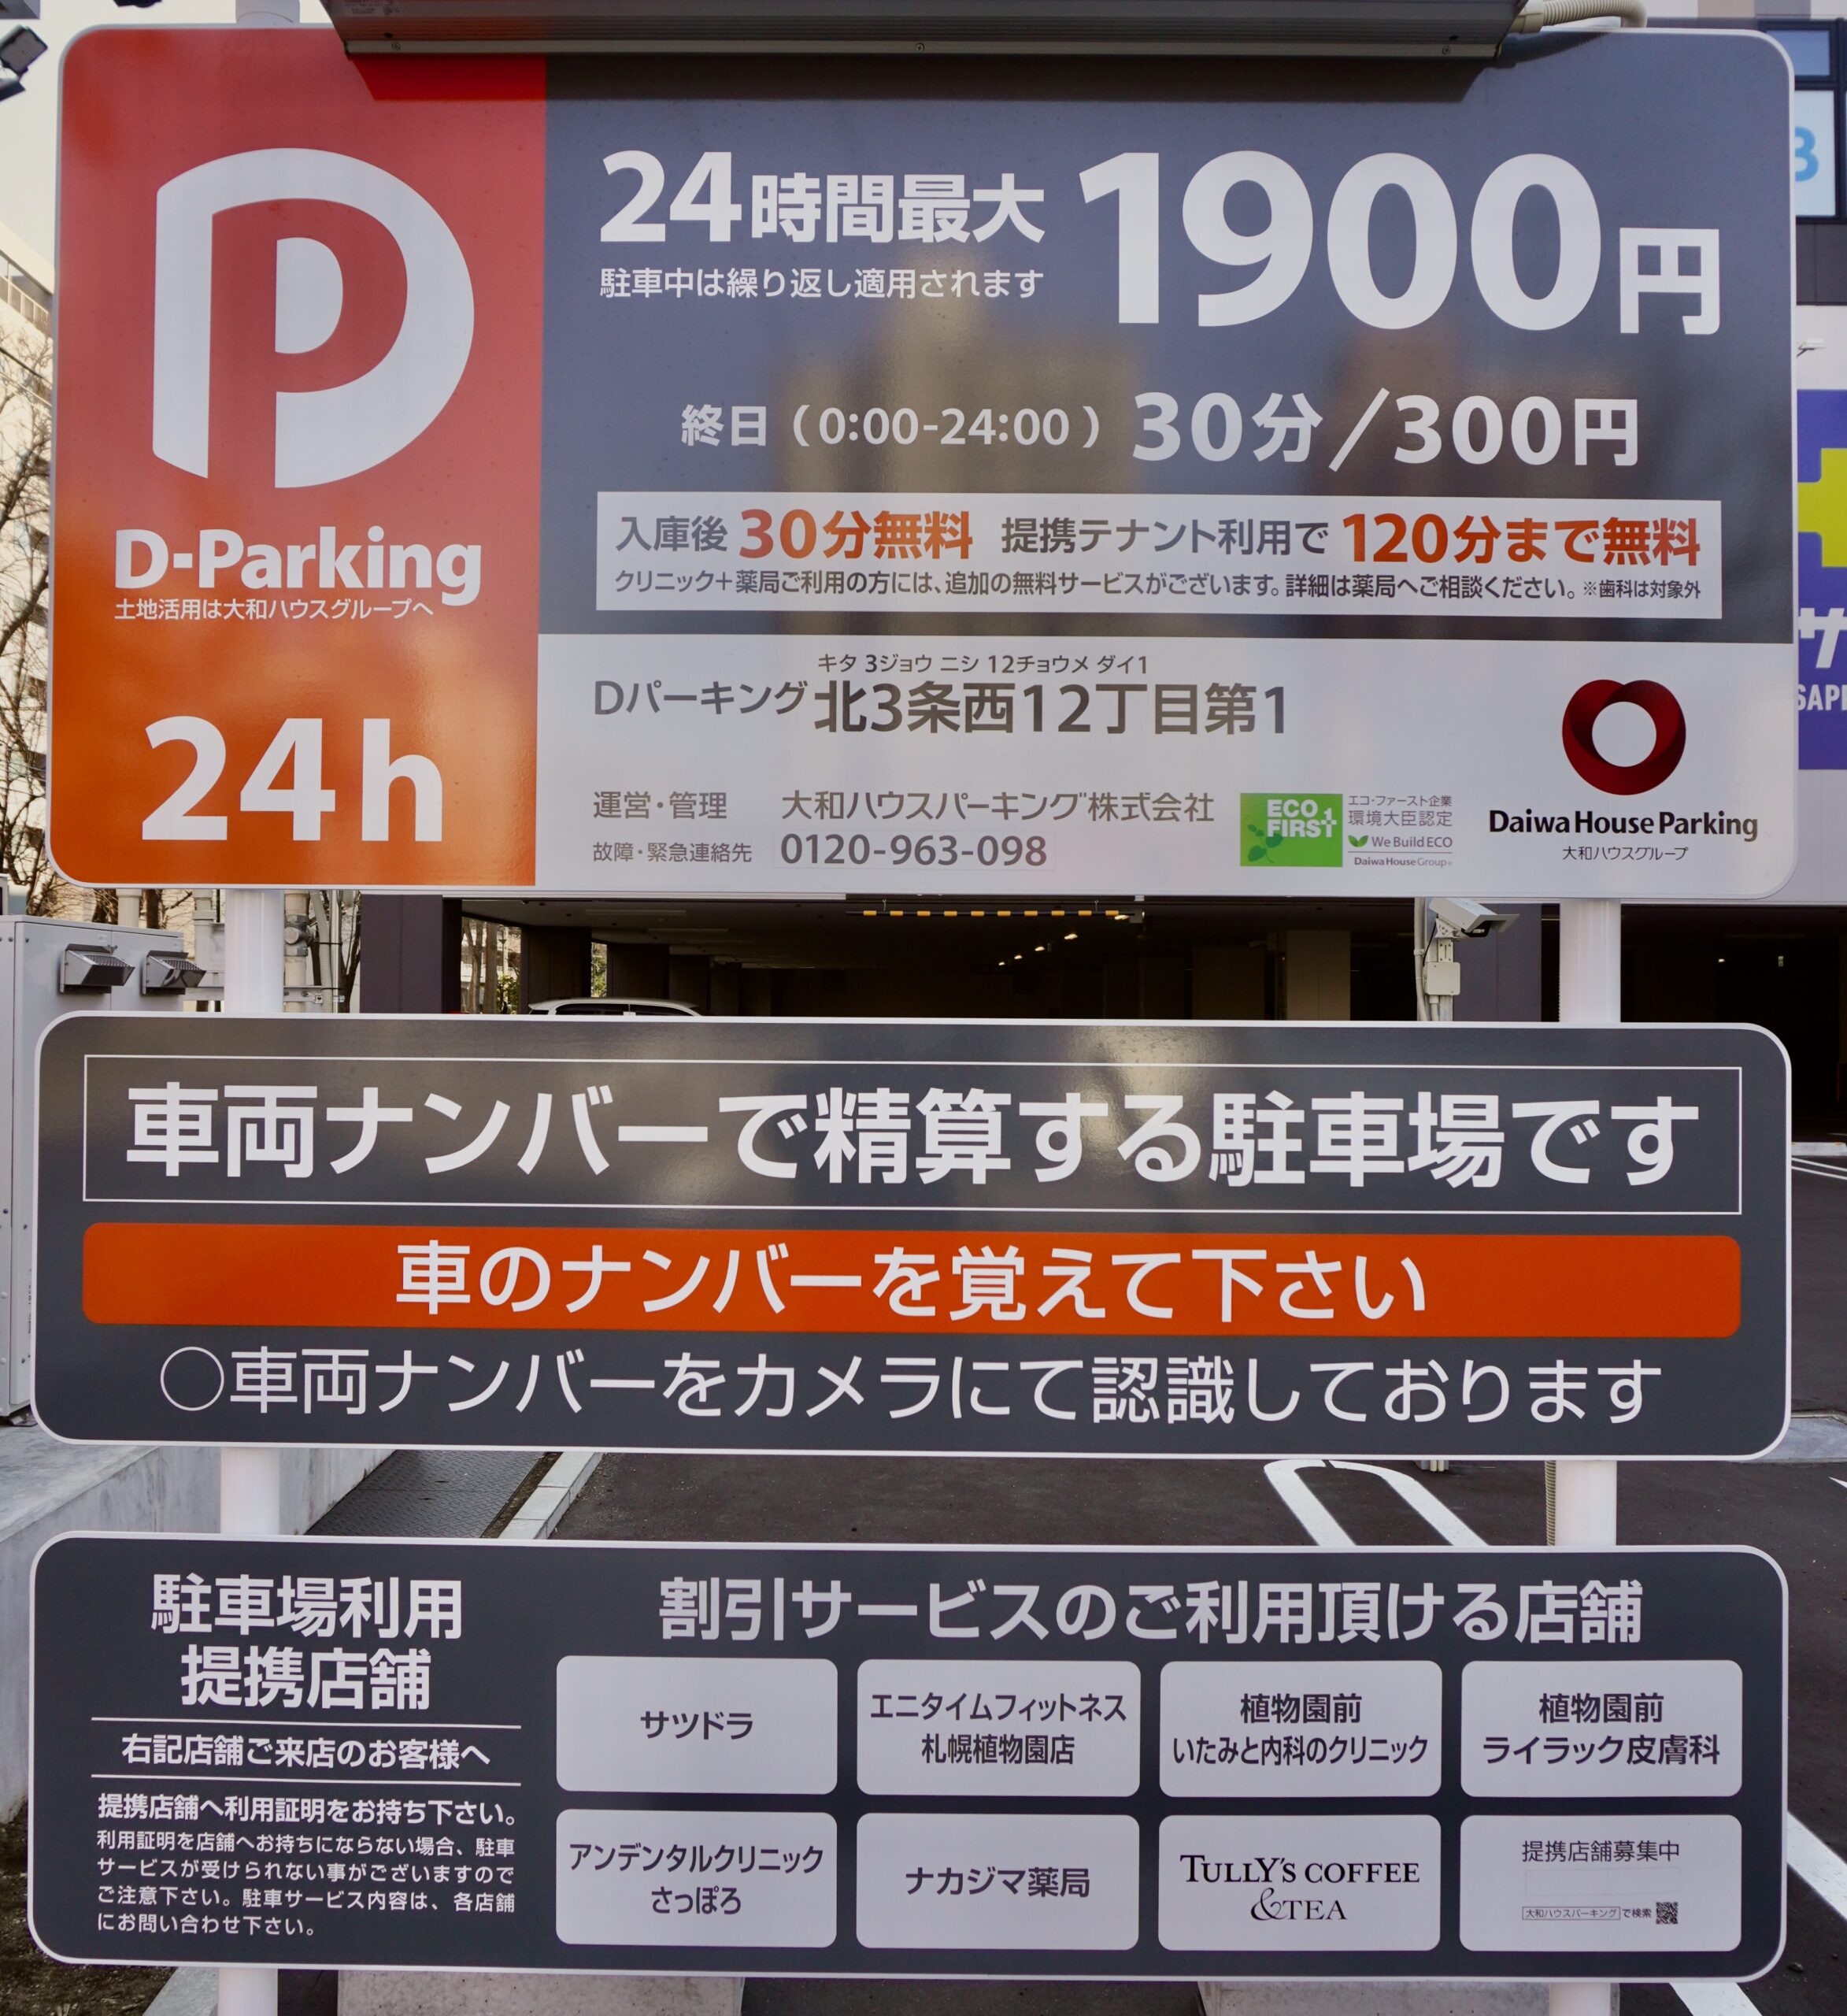 24時間最大 1900円
駐車中は繰り返し適用されます
終日（0:00-24:00）30分／300円
入庫後 30分無料 提携テナント利用で 120分まで無料
クリニック＋薬局ご利用の方には、追加の無料サービスがございます。詳細は薬局へご相談ください。※歯科は対象外
D-Parking
土地活用は大和ハウスグループへ
24h
キタ 3ジョウ ニシ 12チョウメ ダイ1
Dパーキング 北3条西12丁目第1
運営・管理 大和ハウスパーキング株式会社
故障・緊急連絡先 0120-963-098
ECO FIRST
エコ・ファースト企業
環境大臣認定
We Build ECO
Daiwa House Group
Daiwa House Parking
大和ハウスグループ
車両ナンバーで精算する駐車場です
車のナンバーを覚えて下さい
○車両ナンバーをカメラにて認識しております
駐車場利用
提携店舗
右記店舗ご来店のお客様へ
提携店舗へ利用証明をお持ち下さい。
利用証明を店舗へお持ちにならない場合、駐車
サービスが受けられない事がございますので
ご注意下さい。駐車サービス内容は、各店舗
にお問い合わせ下さい。
割引サービスのご利用頂ける店舗
サツドラ
エニタイムフィットネス
札幌植物園店
植物園前
いたみと内科のクリニック
植物園前
ライラック皮膚科
アンデンタルクリニック
さっぽろ
ナカジマ薬局
TULLY'S COFFEE
&TEA
提携店舗募集中
大和ハウスパーキング で検索